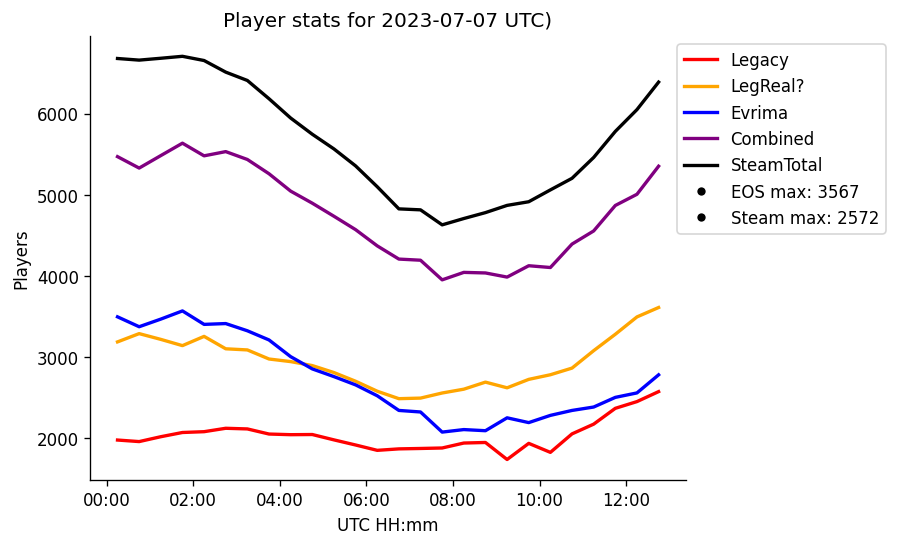 Player stats for 2023-07-07 UTC)
Legacy
LegReal?
Evrima
Combined
SteamTotal
EOS max: 3567
Steam max: 2572
Players
6000
5000
4000
3000
2000
00:00 02:00 04:00 06:00 08:00 10:00 12:00
UTC HH:mm